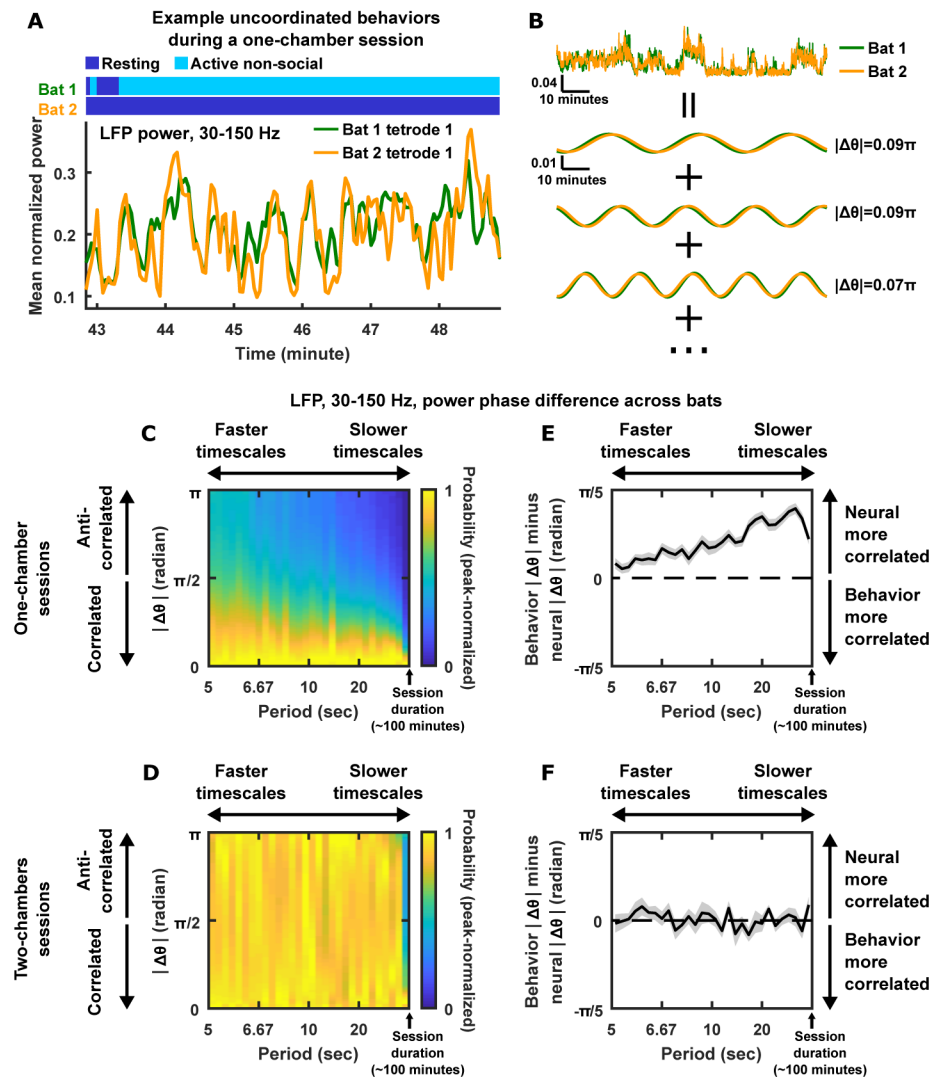 A
Example uncoordinated behaviors
during a one-chamber session
Resting
Active non-social
Bat 1
Bat 2
LFP power, 30-150 Hz
Bat 1 tetrode 1
Bat 2 tetrode 1
Mean normalized power
0.3
0.2
0.1
43
44
45
46
47
48
Time (minute)
B
Bat 1
Bat 2
0.04
10 minutes
=
|Δθ|=0.09π
0.01
10 minutes
+
|Δθ|=0.09π
+
|Δθ|=0.07π
+
...
LFP, 30-150 Hz, power phase difference across bats
One-chamber
sessions
C
Faster
timescales
Slower
timescales
Anti-
correlated
Correlated
| Δθ | (radian)
π
π/2
0
5
6.67
10
20
Period (sec)
Session
duration
(~100 minutes)
1
0
Probability (peak-normalized)
E
Faster
timescales
Slower
timescales
Behavior | Δθ | minus
neural | Δθ | (radian)
π/5
0
-π/5
5
6.67
10
20
Period (sec)
Session
duration
(~100 minutes)
Neural
more
correlated
Behavior
more
correlated
Two-chambers
sessions
D
Faster
timescales
Slower
timescales
Anti-
correlated
Correlated
| Δθ | (radian)
π
π/2
0
5
6.67
10
20
Period (sec)
Session
duration
(~100 minutes)
1
0
Probability (peak-normalized)
F
Faster
timescales
Slower
timescales
Behavior | Δθ | minus
neural | Δθ | (radian)
π/5
0
-π/5
5
6.67
10
20
Period (sec)
Session
duration
(~100 minutes)
Neural
more
correlated
Behavior
more
correlated